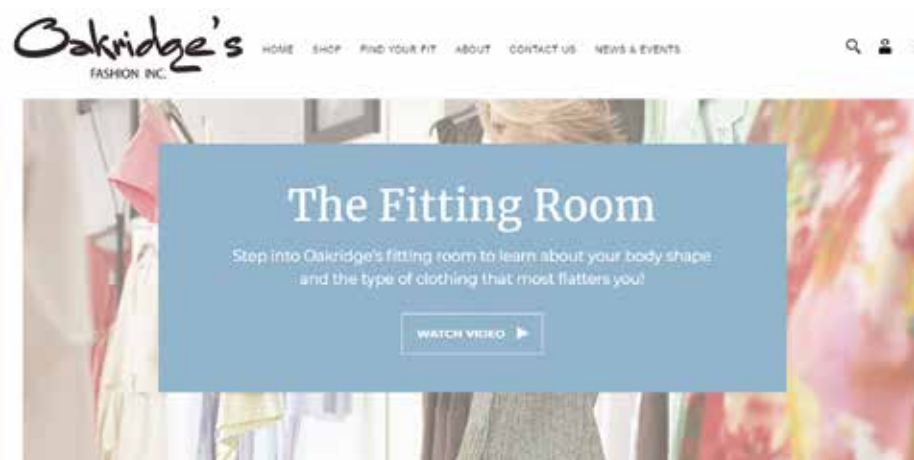 Oakridge's
FASHION INC.
HOME SHOP FIND YOUR FIT ABOUT CONTACT US NEWS & EVENTS
The Fitting Room
Step into Oakridge's fitting room to learn about your body shape
and the type of clothing that most flatters you!
WATCH VIDEO